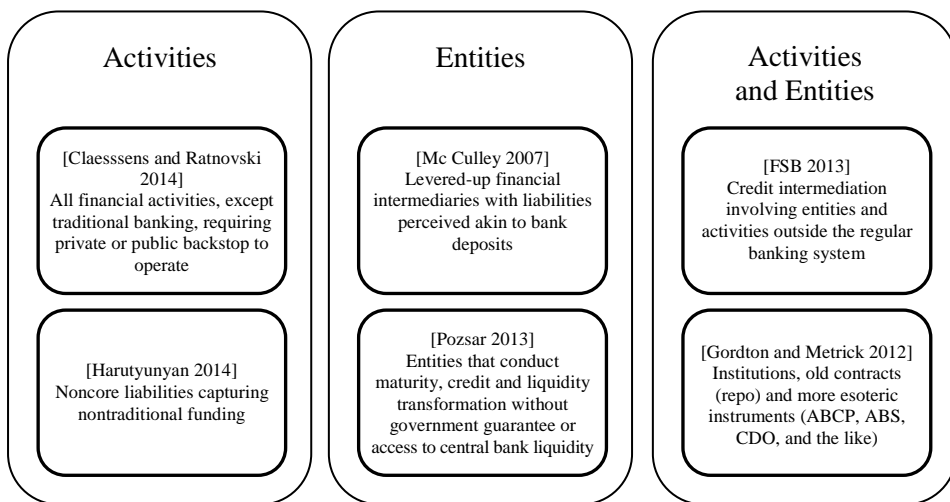 Activities
[Claesssens and Ratnovski
2014]
All financial activities, except
traditional banking, requiring
private or public backstop to
operate
[Harutyunyan 2014]
Noncore liabilities capturing
nontraditional funding
Entities
[Mc Culley 2007]
Levered-up financial
intermediaries with liabilities
perceived akin to bank
deposits
[Pozsar 2013]
Entities that conduct
maturity, credit and liquidity
transformation without
government guarantee or
access to central bank liquidity
Activities
and Entities
[FSB 2013]
Credit intermediation
involving entities and
activities outside the regular
banking system
[Gordton and Metrick 2012]
Institutions, old contracts
(repo) and more esoteric
instruments (ABCP, ABS,
CDO, and the like)